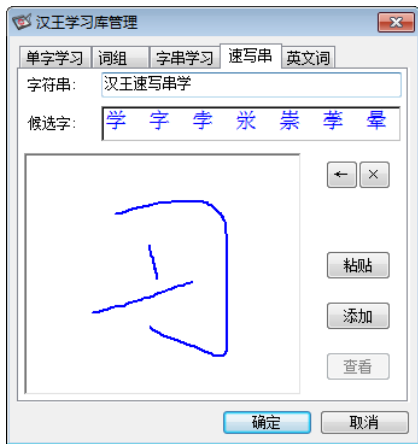 汉王学习库管理
单字学习 词组 字串学习 速写串 英文词
字符串: 汉王速写串学
候选字: 学 字 孛 氶 崇 荸 晕
← ×
习
粘贴
添加
查看
确定 取消